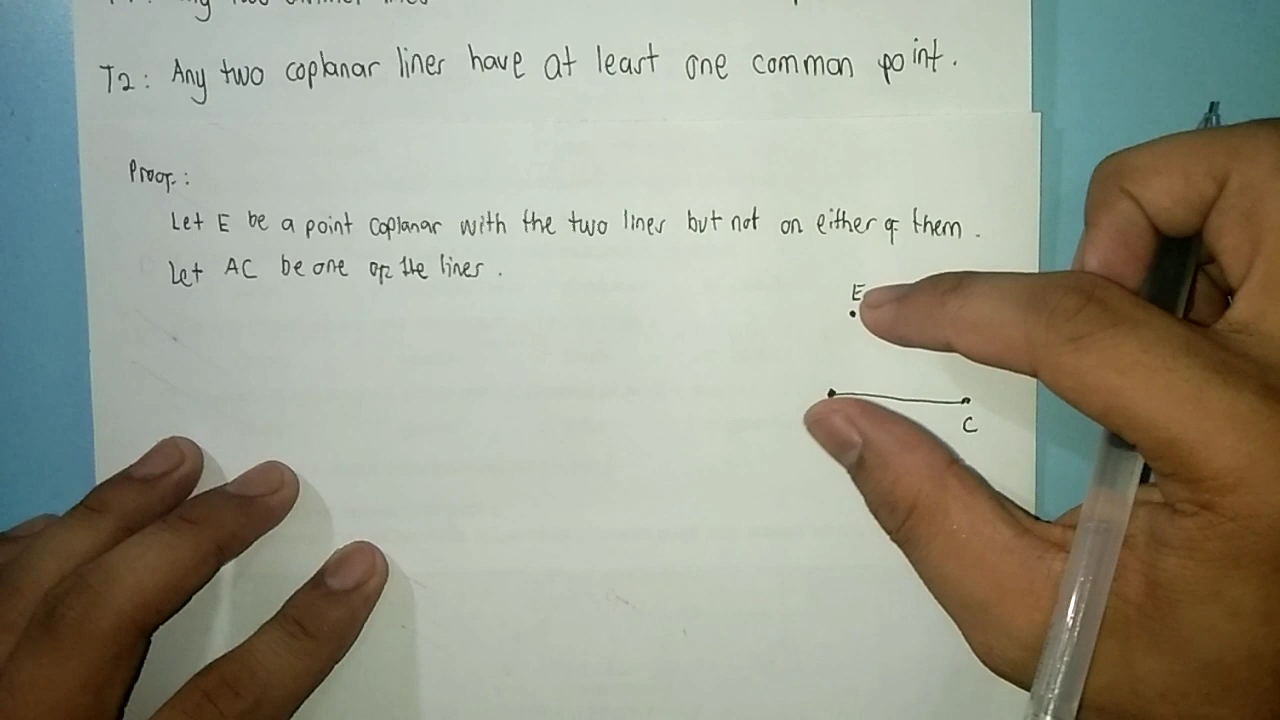 T2: Any two coplanar lines have at least one common point.
Proof:
Let E be a point coplanar with the two lines but not on either of them.
Let AC be one of the lines.
E
C